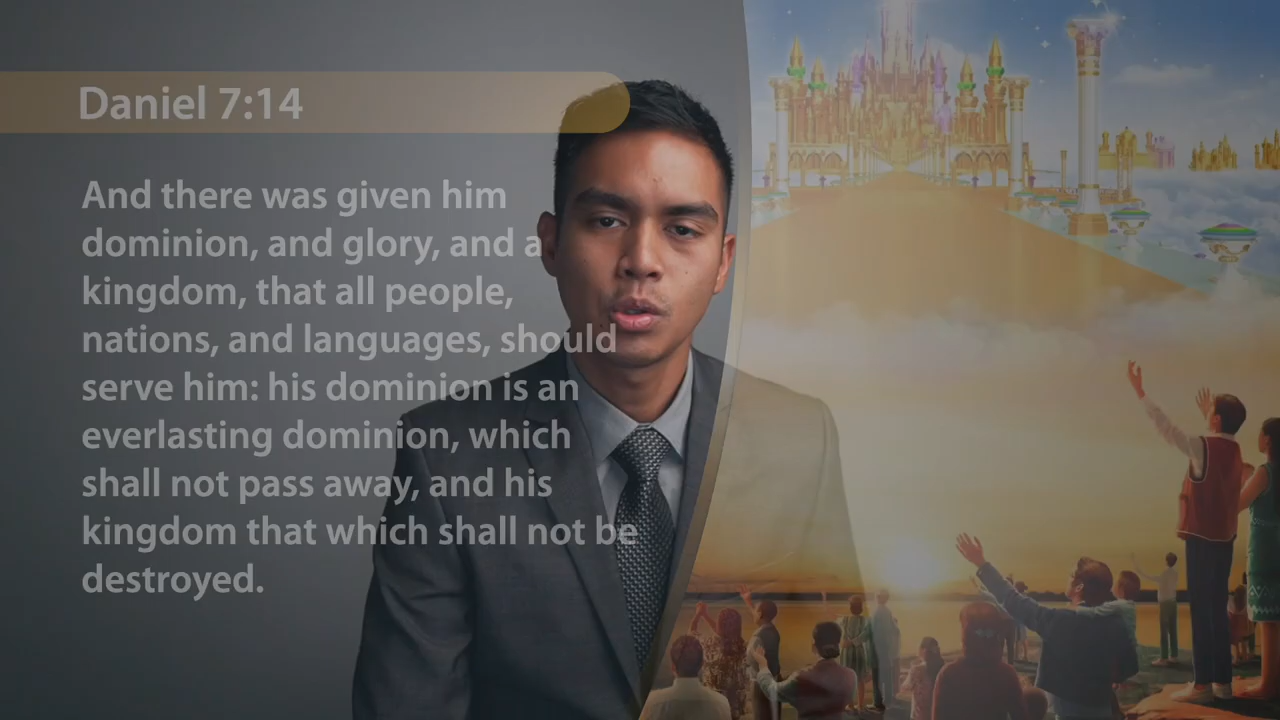 Daniel 7:14
And there was given him
dominion, and glory, and a
kingdom, that all people,
nations, and languages, should
serve him: his dominion is an
everlasting dominion, which
shall not pass away, and his
kingdom that which shall not be
destroyed.